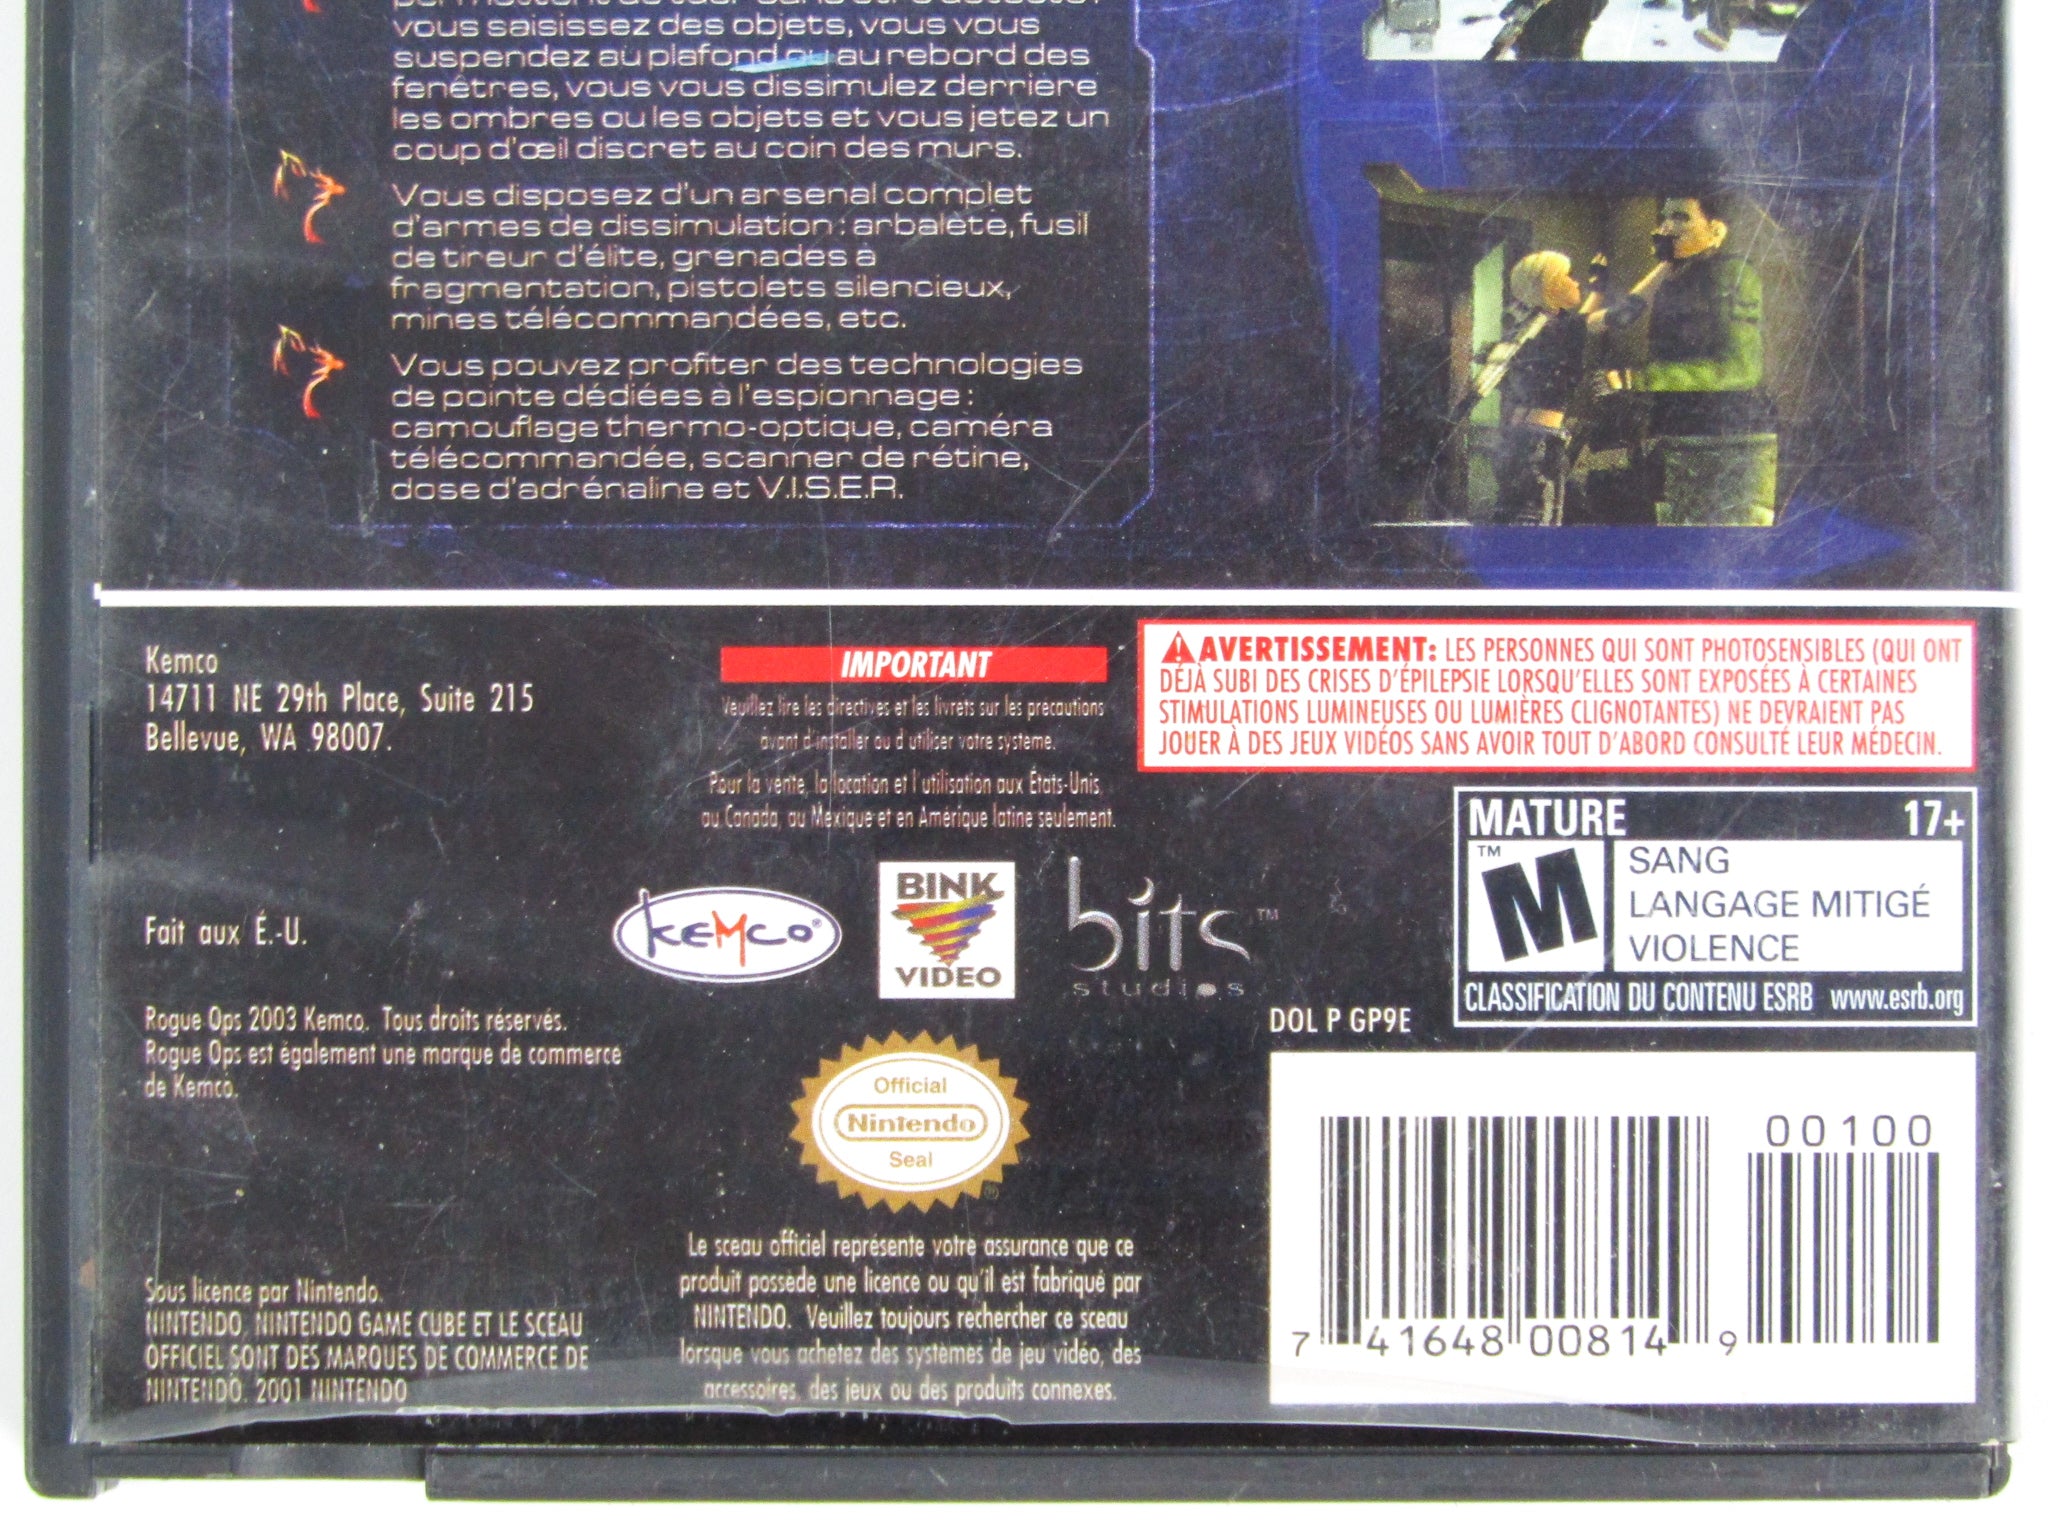 vous saisissez des objets, vous vous
suspendez au plafond ou au rebord des
fenêtres, vous vous dissimulez derrière
les ombres ou les objets et vous jetez un
coup d'œil discret au coin des murs.
Vous disposez d'un arsenal complet
d'armes de dissimulation : arbalète, fusil
de tireur d'élite, grenades à
fragmentation, pistolets silencieux,
mines télécommandées, etc.
Vous pouvez profiter des technologies
de pointe dédiées à l'espionnage :
camouflage thermo-optique, caméra
télécommandée, scanner de rétine,
dose d'adrénaline et V.I.S.E.R.
Kemco
14711 NE 29th Place, Suite 215
Bellevue, WA 98007.
Fait aux É.-U.
Rogue Ops 2003 Kemco. Tous droits réservés.
Rogue Ops est également une marque de commerce
de Kemco.
Sous licence par Nintendo.
NINTENDO, NINTENDO GAME CUBE ET LE SCEAU
OFFICIEL SONT DES MARQUES DE COMMERCE DE
NINTENDO. 2001 NINTENDO
IMPORTANT
Veuillez lire les directives et les livrets sur les précautions
avant d'installer ou d'utiliser votre système.
Pour la vente, la location et l'utilisation aux États-Unis,
au Canada, au Mexique et en Amérique latine seulement.
KEMCO®
BINK
VIDEO
bits™
studios
Official
Nintendo
Seal
®
Le sceau officiel représente votre assurance que ce
produit possède une licence ou qu'il est fabriqué par
NINTENDO. Veuillez toujours rechercher ce sceau
lorsque vous achetez des systèmes de jeu vidéo, des
accessoires, des jeux ou des produits connexes.
AVERTISSEMENT: LES PERSONNES QUI SONT PHOTOSENSIBLES (QUI ONT
DÉJÀ SUBI DES CRISES D'ÉPILEPSIE LORSQU'ELLES SONT EXPOSÉES À CERTAINES
STIMULATIONS LUMINEUSES OU LUMIÈRES CLIGNOTANTES) NE DEVRAIENT PAS
JOUER À DES JEUX VIDÉOS SANS AVOIR TOUT D'ABORD CONSULTÉ LEUR MÉDECIN.
MATURE 17+
™
M
SANG
LANGAGE MITIGÉ
VIOLENCE
CLASSIFICATION DU CONTENU ESRB www.esrb.org
DOL P GP9E
00100
7 41648 00814 9